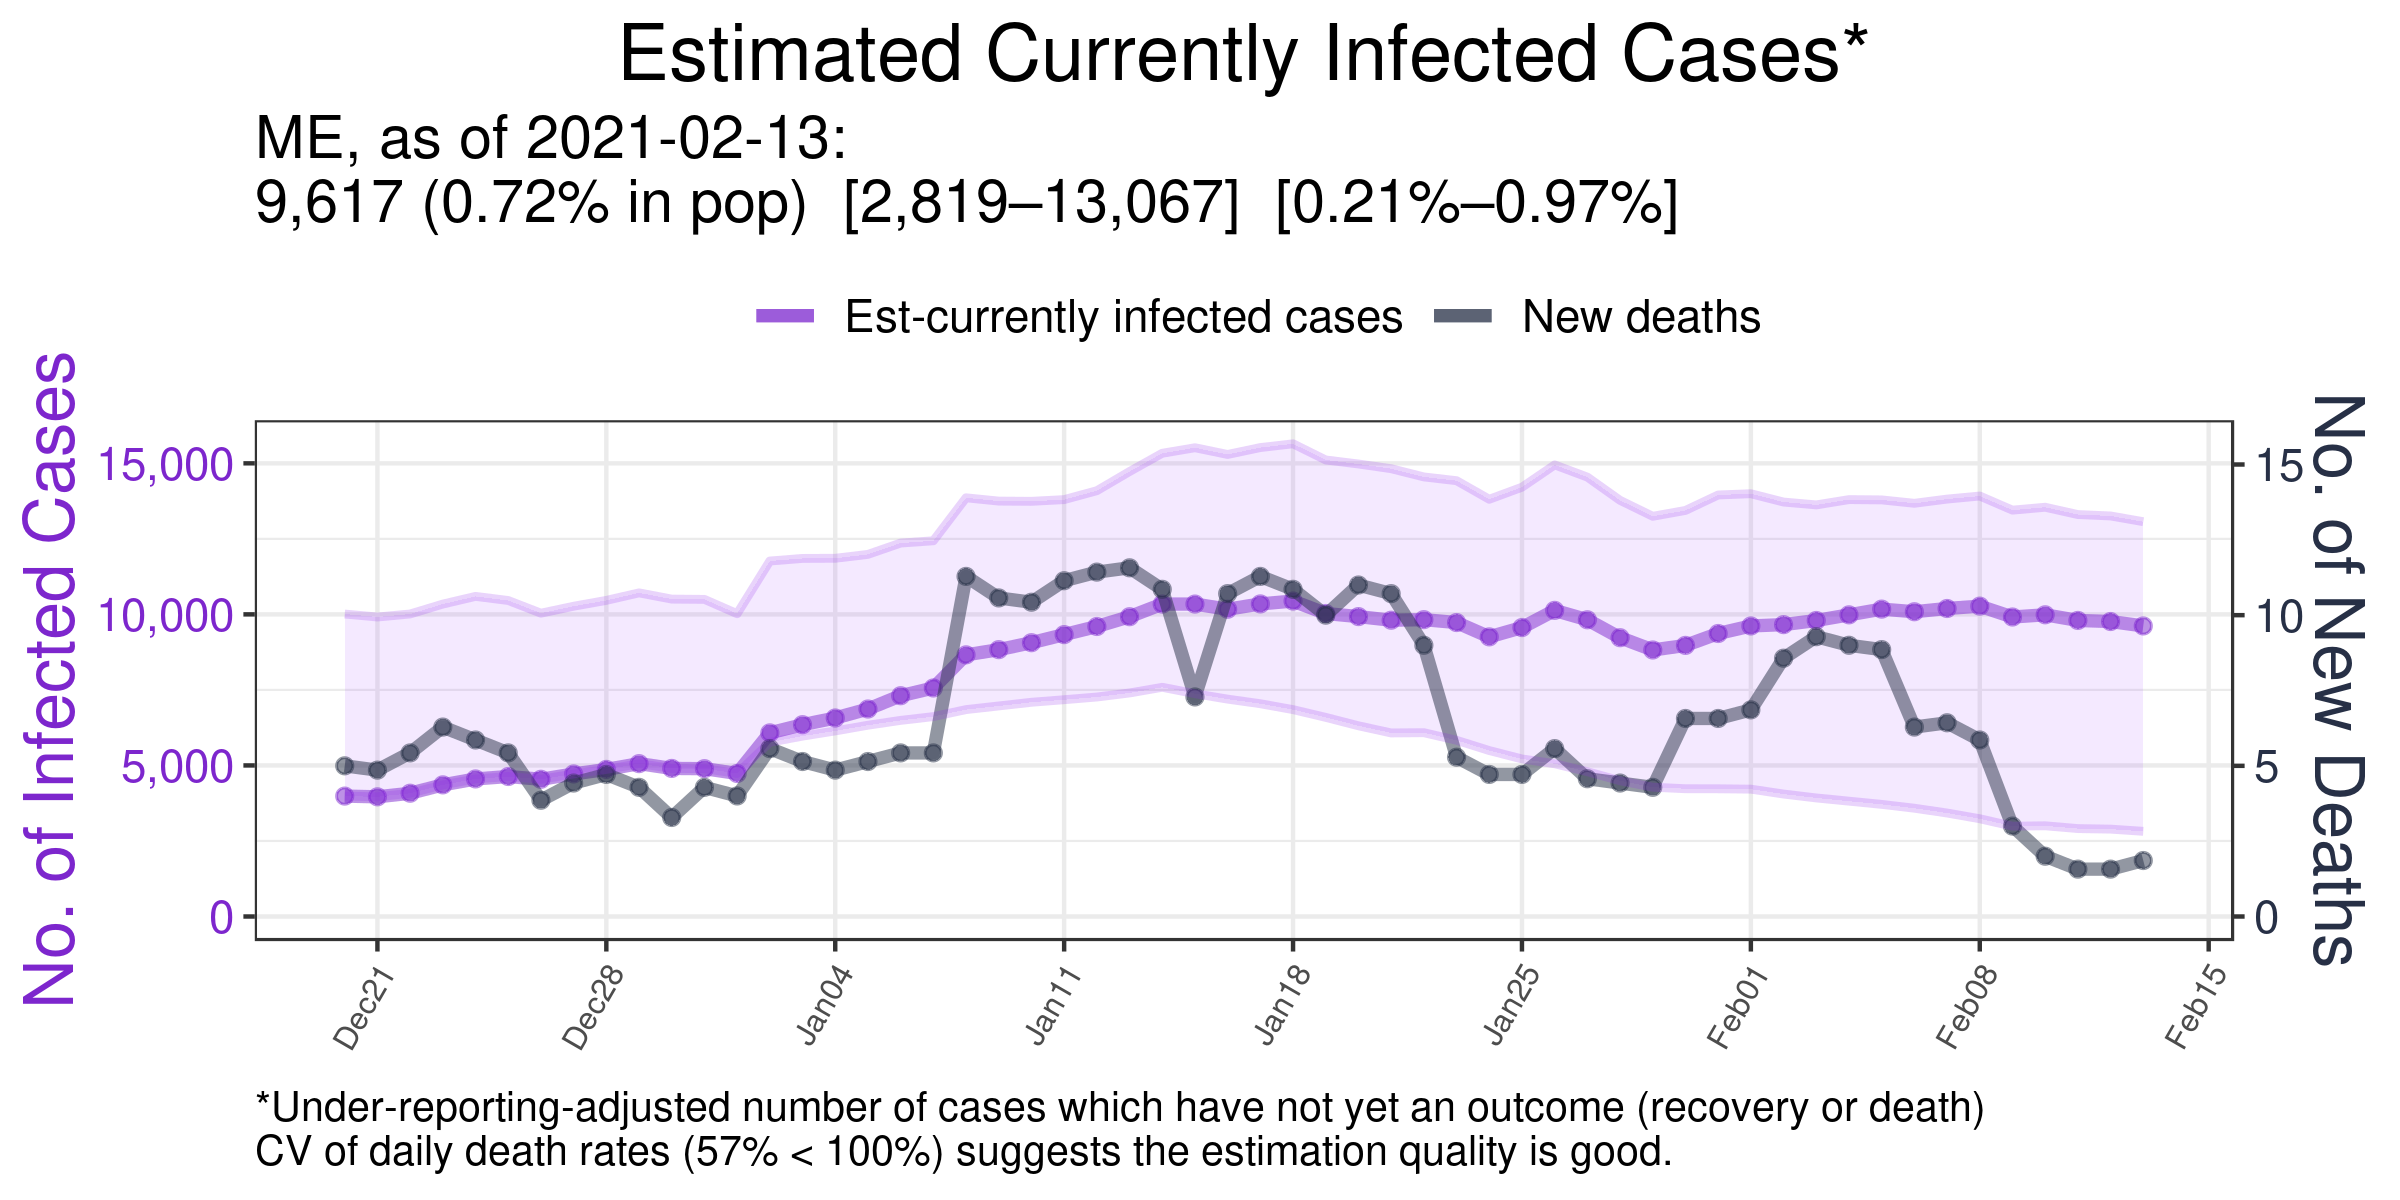 Estimated Currently Infected Cases*
ME, as of 2021-02-13:
9,617 (0.72% in pop)  [2,819–13,067]  [0.21%–0.97%]
Est-currently infected cases
New deaths
No. of Infected Cases
15,000
10,000
5,000
0
15
10
5
0
No. of New Deaths
Dec21
Dec28
Jan04
Jan11
Jan18
Jan25
Feb01
Feb08
Feb15
*Under-reporting-adjusted number of cases which have not yet an outcome (recovery or death)
CV of daily death rates (57% < 100%) suggests the estimation quality is good.